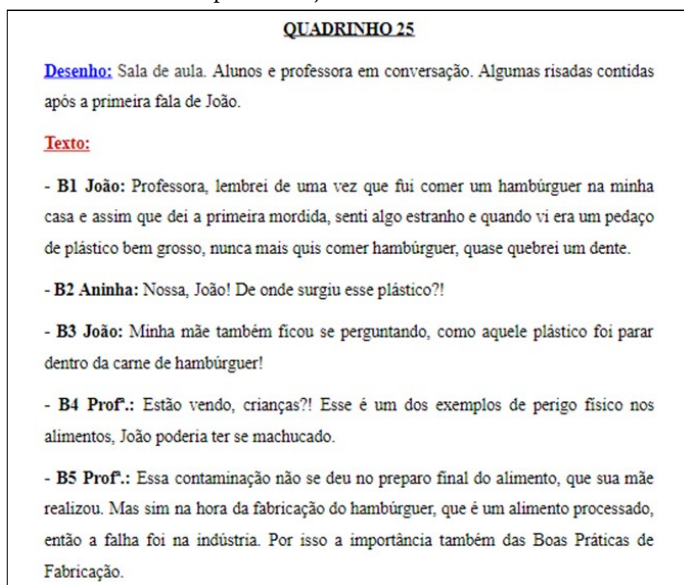 QUADRINHO 25
Desenho: Sala de aula. Alunos e professora em conversação. Algumas risadas contidas
após a primeira fala de João.
Texto:
- B1 João: Professora, lembrei de uma vez que fui comer um hambúrguer na minha
casa e assim que dei a primeira mordida, senti algo estranho e quando vi era um pedaço
de plástico bem grosso, nunca mais quis comer hambúrguer, quase quebrei um dente.
- B2 Aninha: Nossa, João! De onde surgiu esse plástico?!
- B3 João: Minha mãe também ficou se perguntando, como aquele plástico foi parar
dentro da carne de hambúrguer!
- B4 Profª.: Estão vendo, crianças?! Esse é um dos exemplos de perigo físico nos
alimentos, João poderia ter se machucado.
- B5 Profª.: Essa contaminação não se deu no preparo final do alimento, que sua mãe
realizou. Mas sim na hora da fabricação do hambúrguer, que é um alimento processado,
então a falha foi na indústria. Por isso a importância também das Boas Práticas de
Fabricação.